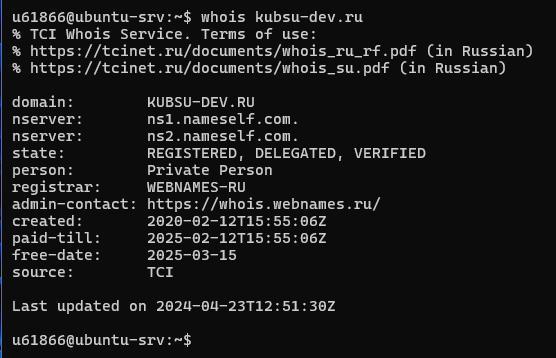 u61866@ubuntu-srv:~$ whois kubsu-dev.ru
% TCI Whois Service. Terms of use:
% https://tcinet.ru/documents/whois_ru_rf.pdf (in Russian)
% https://tcinet.ru/documents/whois_su.pdf (in Russian)

domain:        KUBSU-DEV.RU
nserver:       ns1.nameself.com.
nserver:       ns2.nameself.com.
state:         REGISTERED, DELEGATED, VERIFIED
person:        Private Person
registrar:     WEBNAMES-RU
admin-contact: https://whois.webnames.ru/
created:       2020-02-12T15:55:06Z
paid-till:     2025-02-12T15:55:06Z
free-date:     2025-03-15
source:        TCI

Last updated on 2024-04-23T12:51:30Z

u61866@ubuntu-srv:~$